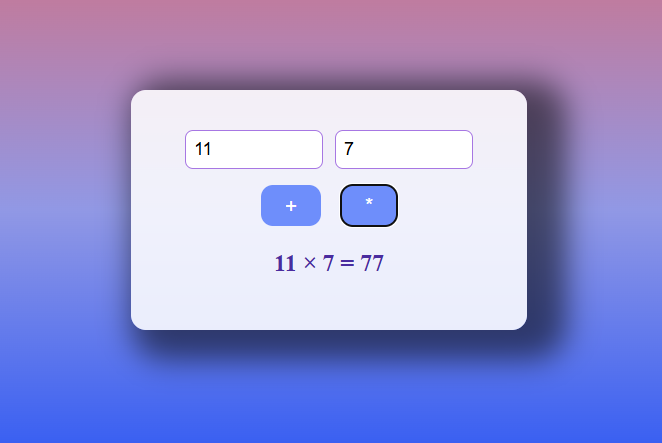 11 7
+ *
11 × 7 = 77